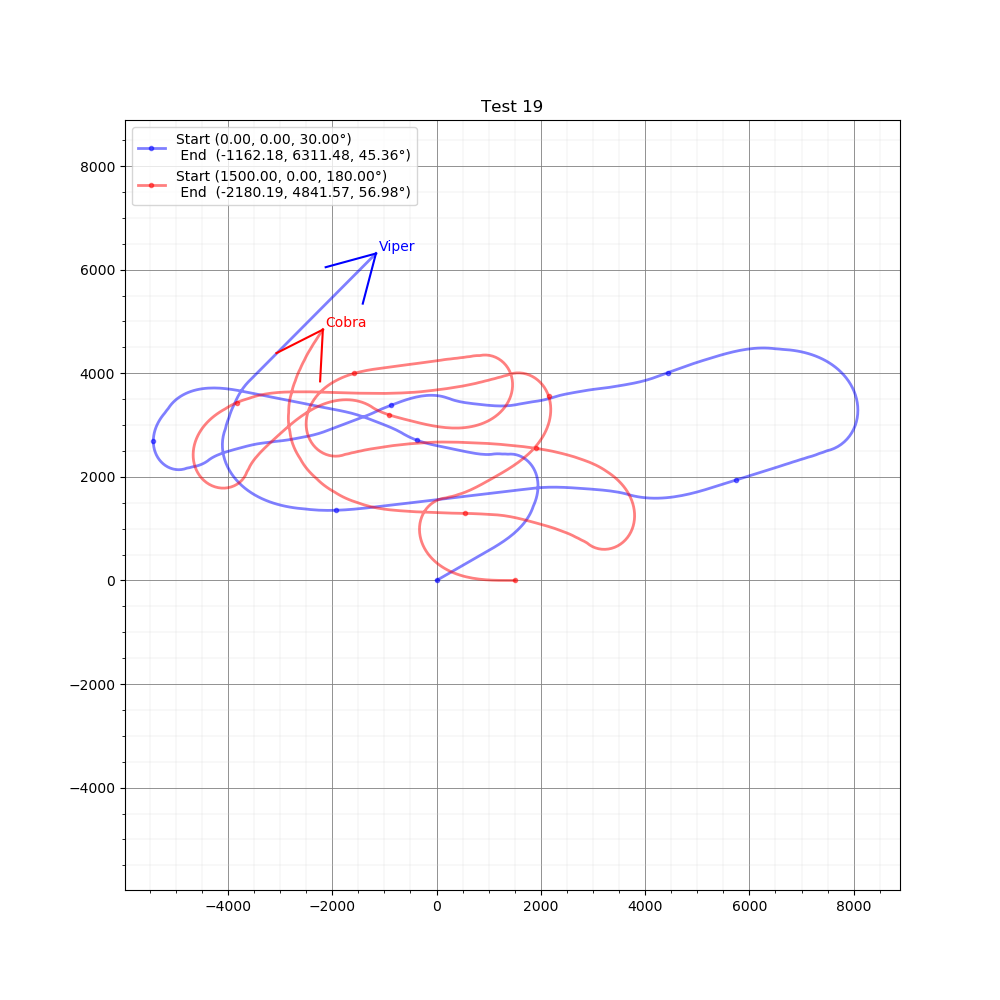 Test 19
Start (0.00, 0.00, 30.00°)
End (-1162.18, 6311.48, 45.36°)
Start (1500.00, 0.00, 180.00°)
End (-2180.19, 4841.57, 56.98°)
Viper
Cobra
8000
6000
4000
2000
0
−2000
−4000
−4000
−2000
0
2000
4000
6000
8000